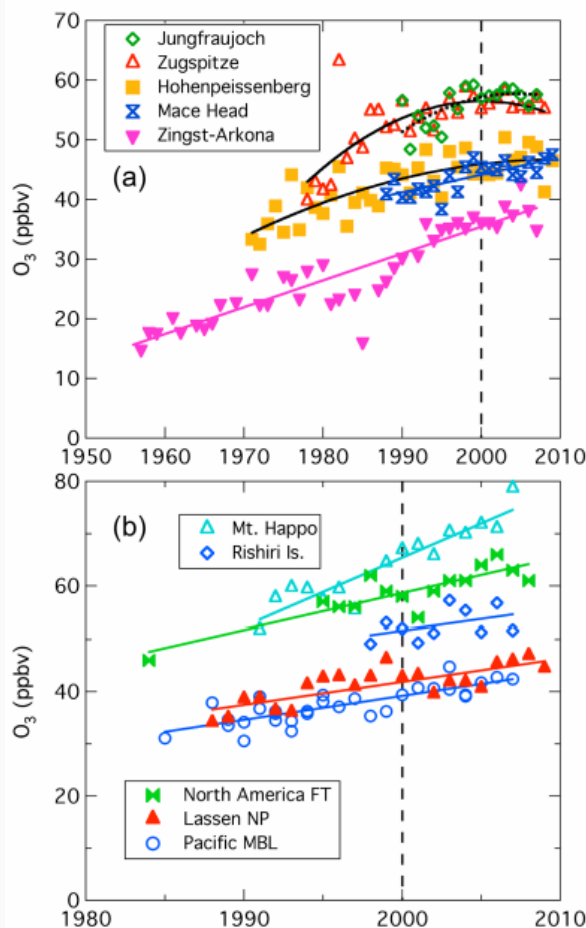 70
60
50
40
30
20
10
0
O₃ (ppbv)
Jungfraujoch
Zugspitze
Hohenpeissenberg
Mace Head
Zingst-Arkona
(a)
1950 1960 1970 1980 1990 2000 2010
80
60
40
20
0
O₃ (ppbv)
(b)
Mt. Happo
Rishiri Is.
North America FT
Lassen NP
Pacific MBL
1980 1990 2000 2010